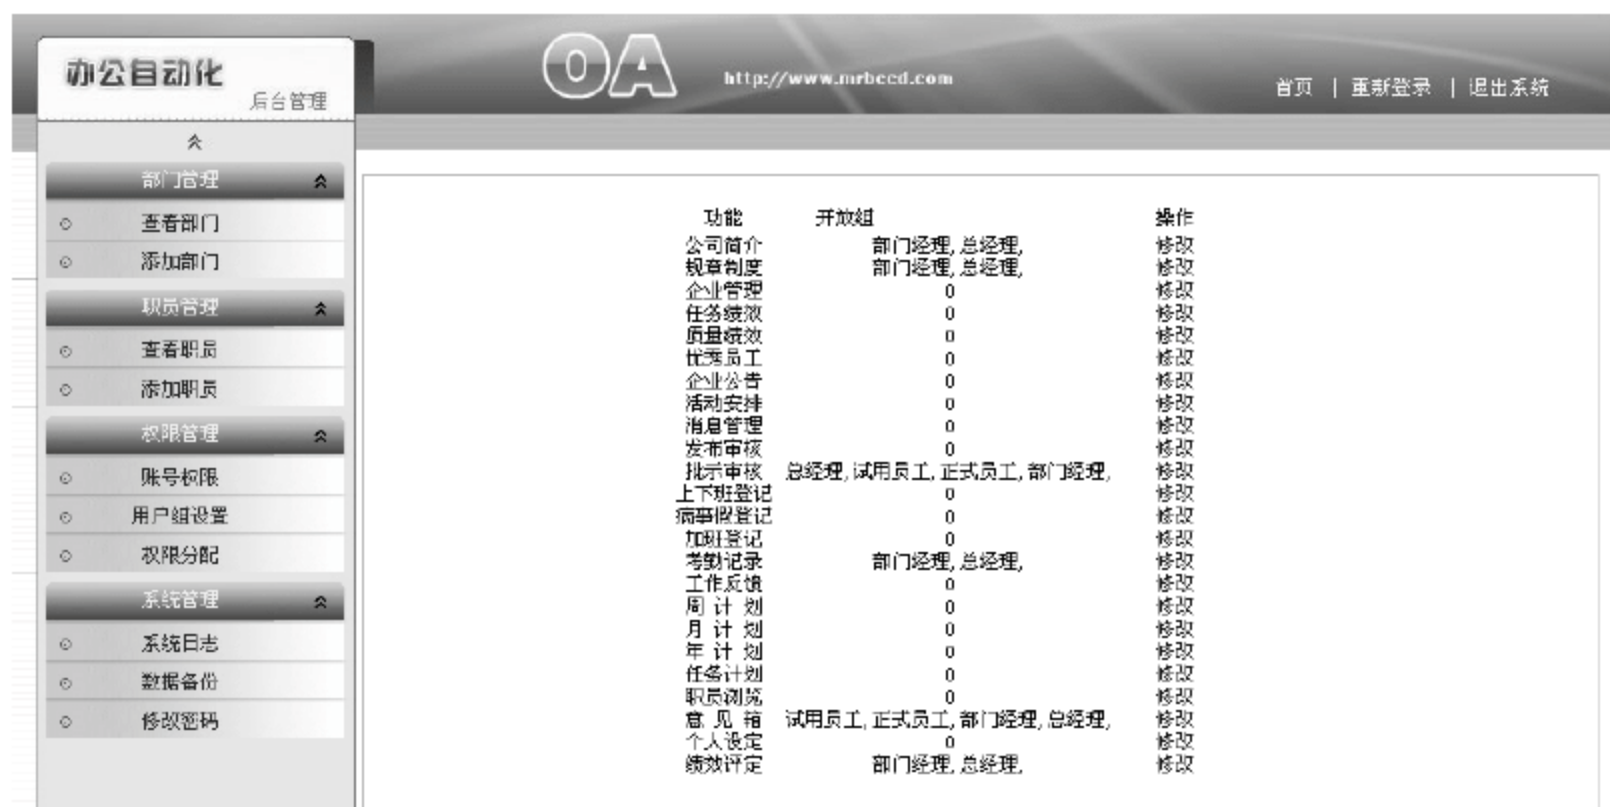 办公自动化
后台管理
OA
http://www.mrbccd.com
首页 | 重新登录 | 退出系统
部门管理
查看部门
添加部门
职员管理
查看职员
添加职员
权限管理
账号权限
用户组设置
权限分配
系统管理
系统日志
数据备份
修改密码
功能 开放组 操作
公司简介 部门经理, 总经理, 修改
规章制度 部门经理, 总经理, 修改
企业管理 0 修改
任务绩效 0 修改
质量绩效 0 修改
优秀员工 0 修改
企业公告 0 修改
活动安排 0 修改
消息管理 0 修改
发布审核 0 修改
批示审核 总经理, 试用员工, 正式员工, 部门经理, 修改
上下班登记 0 修改
病事假登记 0 修改
加班登记 0 修改
考勤记录 部门经理, 总经理, 修改
工作反馈 0 修改
周 计 划 0 修改
月 计 划 0 修改
年 计 划 0 修改
任务计划 0 修改
职员浏览 0 修改
意 见 箱 试用员工, 正式员工, 部门经理, 总经理, 修改
个人设定 0 修改
绩效评定 部门经理, 总经理, 修改